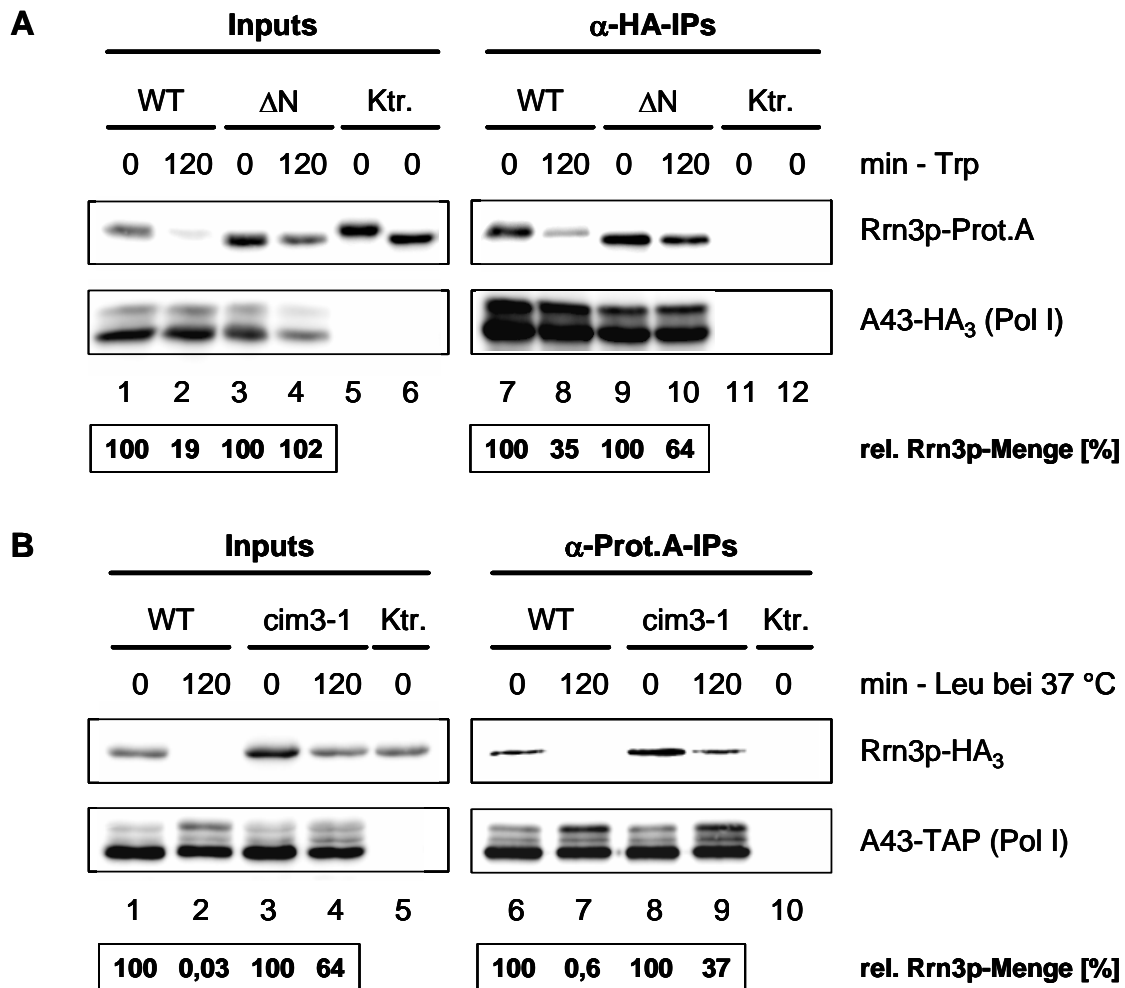 A
Inputs α-HA-IPs
WT ΔN Ktr. WT ΔN Ktr.
0 120 0 120 0 0 0 120 0 120 0 0 min - Trp
Rrn3p-Prot.A
A43-HA₃ (Pol I)
1 2 3 4 5 6 7 8 9 10 11 12
100 19 100 102 100 35 100 64 rel. Rrn3p-Menge [%]
B
Inputs α-Prot.A-IPs
WT cim3-1 Ktr. WT cim3-1 Ktr.
0 120 0 120 0 0 120 0 120 0 min - Leu bei 37 °C
Rrn3p-HA₃
A43-TAP (Pol I)
1 2 3 4 5 6 7 8 9 10
100 0,03 100 64 100 0,6 100 37 rel. Rrn3p-Menge [%]